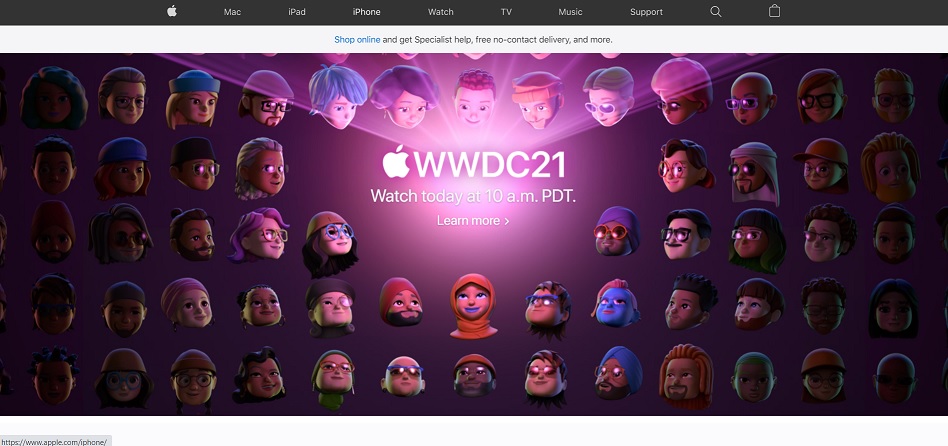 Mac iPad iPhone Watch TV Music Support
Shop online and get Specialist help, free no-contact delivery, and more.
WWDC21
Watch today at 10 a.m. PDT.
Learn more >
https://www.apple.com/iphone/